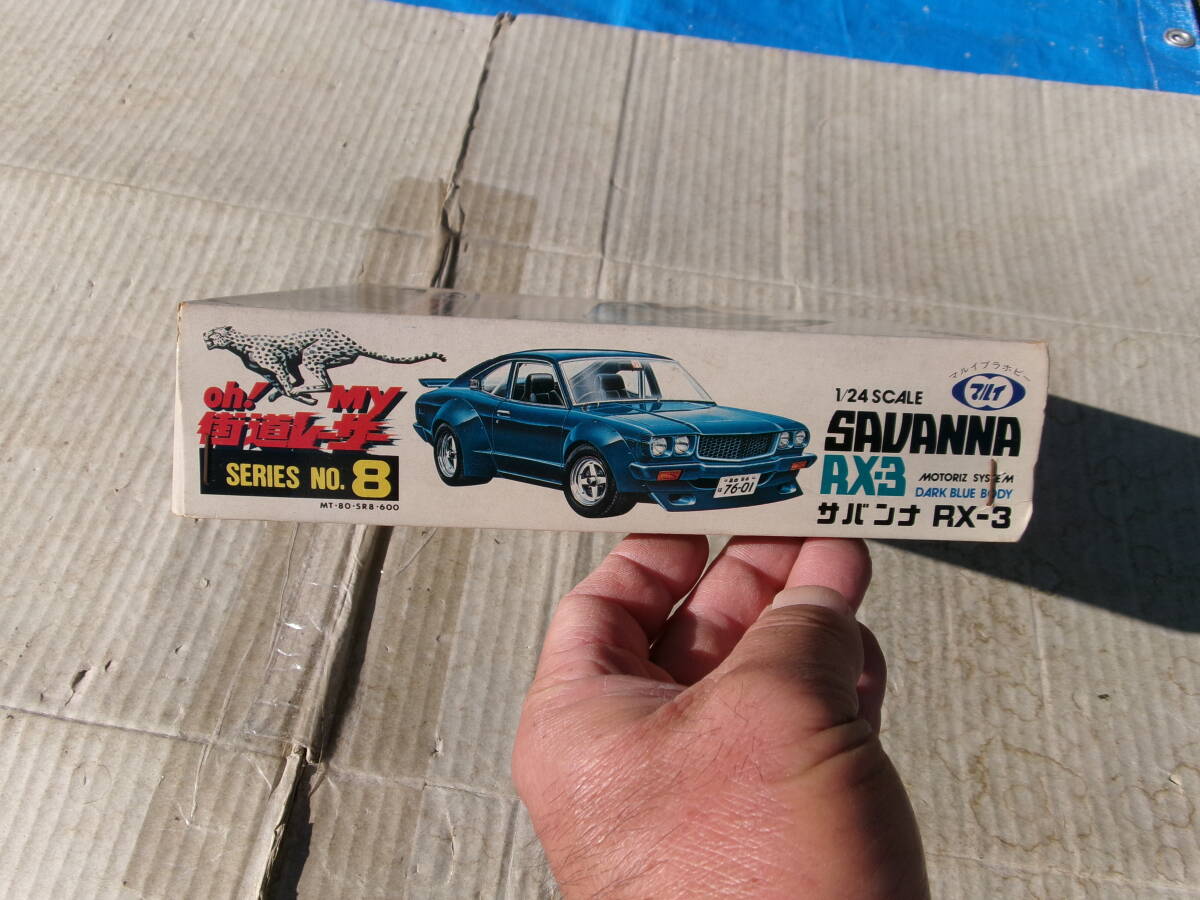 oh! MY
街道レーサー
SERIES NO. 8
MT·80·SR8·600
76-01
1/24 SCALE
マルイプラホビー
マルイ
SAVANNA
RX-3
MOTORIZ SYSTEM
DARK BLUE BODY
サバンナ RX-3